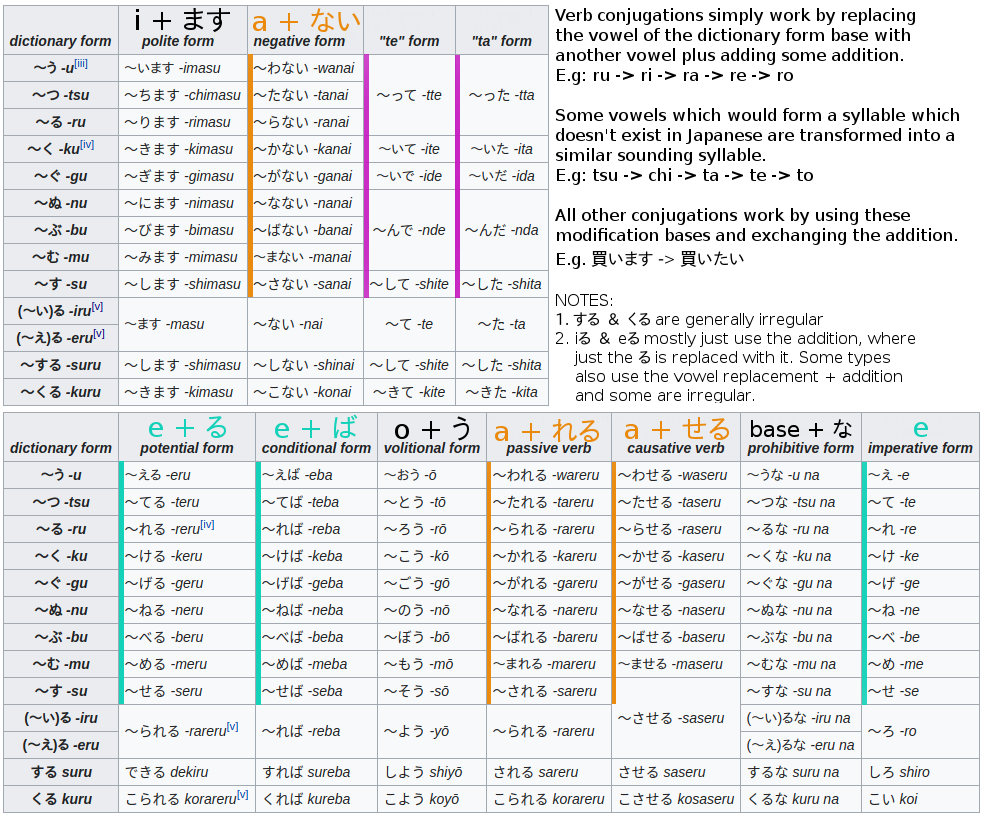 i + ます a + ない
dictionary form polite form negative form "te" form "ta" form
～う -u[iii] ～います -imasu ～わない -wanai
～つ -tsu ～ちます -chimasu ～たない -tanai ～って -tte ～った -tta
～る -ru ～ります -rimasu ～らない -ranai
～く -ku[iv] ～きます -kimasu ～かない -kanai ～いて -ite ～いた -ita
～ぐ -gu ～ぎます -gimasu ～がない -ganai ～いで -ide ～いだ -ida
～ぬ -nu ～にます -nimasu ～なない -nanai
～ぶ -bu ～びます -bimasu ～ばない -banai ～んで -nde ～んだ -nda
～む -mu ～みます -mimasu ～まない -manai
～す -su ～します -shimasu ～さない -sanai ～して -shite ～した -shita
(～い)る -iru[v]
～ます -masu ～ない -nai ～て -te ～た -ta
(～え)る -eru[v]
～する -suru ～します -shimasu ～しない -shinai ～して -shite ～した -shita
～くる -kuru ～きます -kimasu ～こない -konai ～きて -kite ～きた -kita
Verb conjugations simply work by replacing
the vowel of the dictionary form base with
another vowel plus adding some addition.
E.g: ru -> ri -> ra -> re -> ro
Some vowels which would form a syllable which
doesn't exist in Japanese are transformed into a
similar sounding syllable.
E.g: tsu -> chi -> ta -> te -> to
All other conjugations work by using these
modification bases and exchanging the addition.
E.g. 買います -> 買いたい
NOTES:
1. する & くる are generally irregular
2. iる & eる mostly just use the addition, where
just the る is replaced with it. Some types
also use the vowel replacement + addition
and some are irregular.
e + る e + ば o + う a + れる a + せる base + な e
dictionary form potential form conditional form volitional form passive verb causative verb prohibitive form imperative form
～う -u ～える -eru ～えば -eba ～おう -ō ～われる -wareru ～わせる -waseru ～うな -u na ～え -e
～つ -tsu ～てる -teru ～てば -teba ～とう -tō ～たれる -tareru ～たせる -taseru ～つな -tsu na ～て -te
～る -ru ～れる -reru[iv] ～れば -reba ～ろう -rō ～られる -rareru ～らせる -raseru ～るな -ru na ～れ -re
～く -ku ～ける -keru ～けば -keba ～こう -kō ～かれる -kareru ～かせる -kaseru ～くな -ku na ～け -ke
～ぐ -gu ～げる -geru ～げば -geba ～ごう -gō ～がれる -gareru ～がせる -gaseru ～ぐな -gu na ～げ -ge
～ぬ -nu ～ねる -neru ～ねば -neba ～のう -nō ～なれる -nareru ～なせる -naseru ～ぬな -nu na ～ね -ne
～ぶ -bu ～べる -beru ～べば -beba ～ぼう -bō ～ばれる -bareru ～ばせる -baseru ～ぶな -bu na ～べ -be
～む -mu ～める -meru ～めば -meba ～もう -mō ～まれる -mareru ～ませる -maseru ～むな -mu na ～め -me
～す -su ～せる -seru ～せば -seba ～そう -sō ～される -sareru ～すな -su na ～せ -se
～させる -saseru
(～い)る -iru (～い)るな -iru na
～られる -rareru[v] ～れば -reba ～よう -yō ～られる -rareru ～ろ -ro
(～え)る -eru (～え)るな -eru na
する suru できる dekiru すれば sureba しよう shiyō される sareru させる saseru するな suru na しろ shiro
くる kuru こられる korareru[v] くれば kureba こよう koyō こられる korareru こさせる kosaseru くるな kuru na こい koi